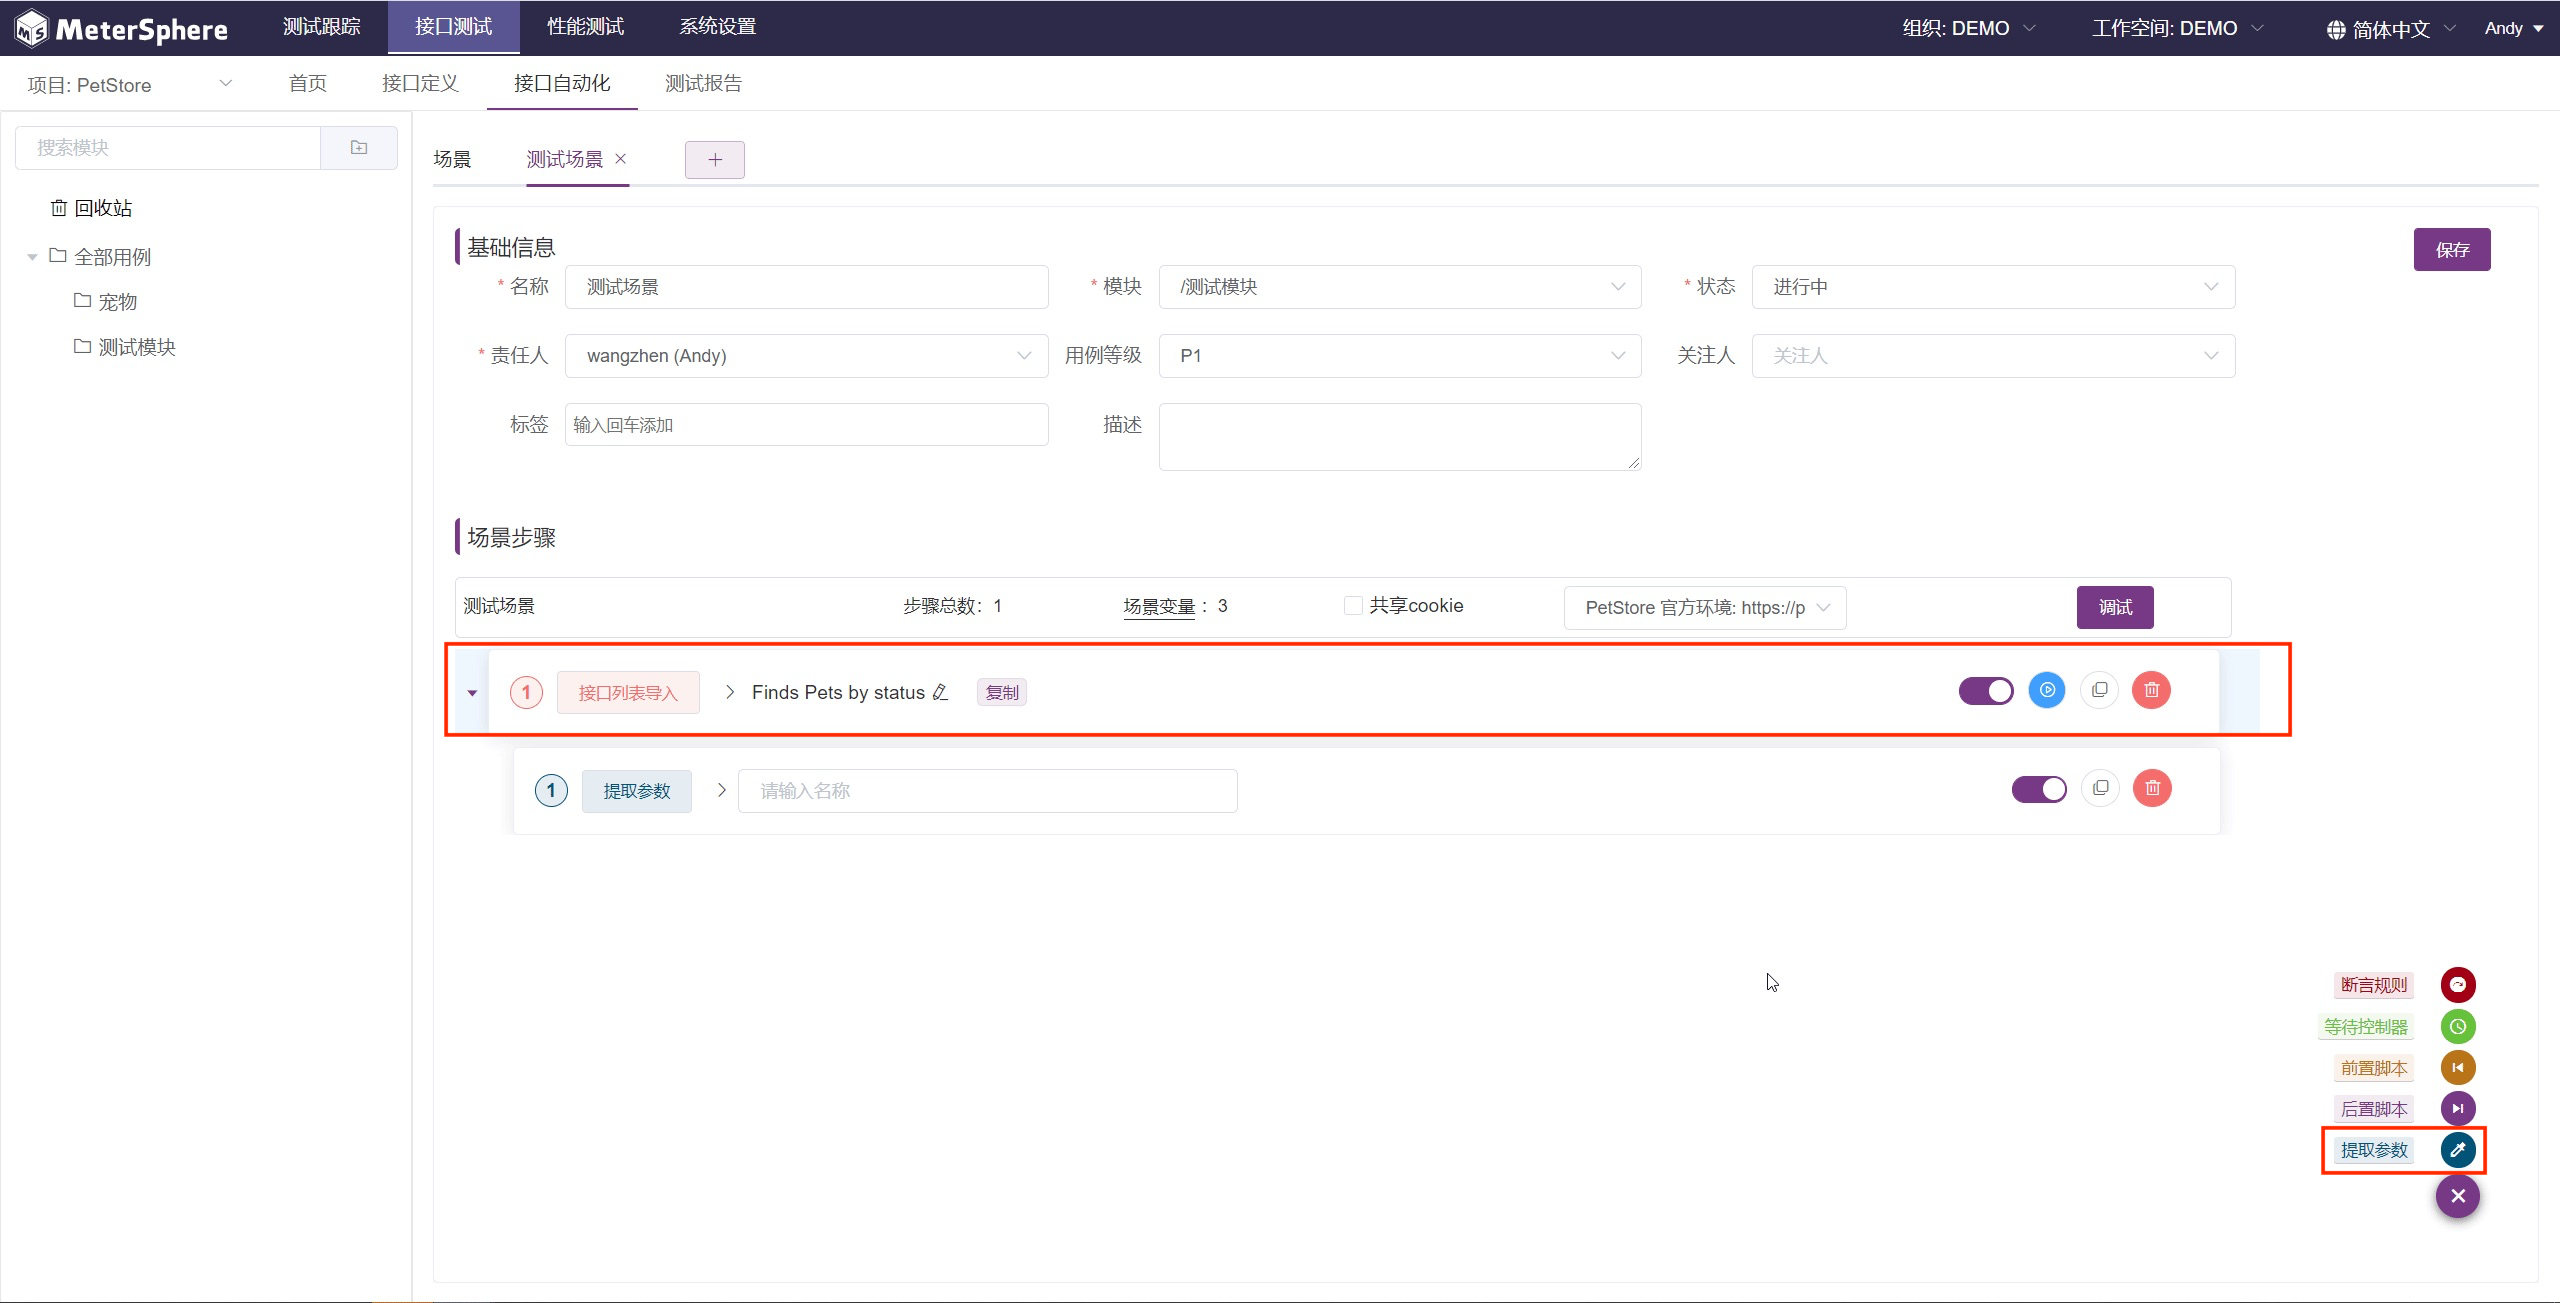 MeterSphere 测试跟踪 接口测试 性能测试 系统设置 组织: DEMO 工作空间: DEMO 简体中文 Andy
项目: PetStore 首页 接口定义 接口自动化 测试报告
搜索模块
回收站
全部用例
宠物
测试模块
场景 测试场景
基础信息 保存
* 名称 测试场景 * 模块 /测试模块 * 状态 进行中
* 责任人 wangzhen (Andy) 用例等级 P1 关注人 关注人
标签 输入回车添加 描述
场景步骤
测试场景 步骤总数: 1 场景变量 : 3 共享cookie PetStore 官方环境: https://p 调试
1 接口列表导入 Finds Pets by status 复制
1 提取参数 请输入名称
断言规则
等待控制器
前置脚本
后置脚本
提取参数